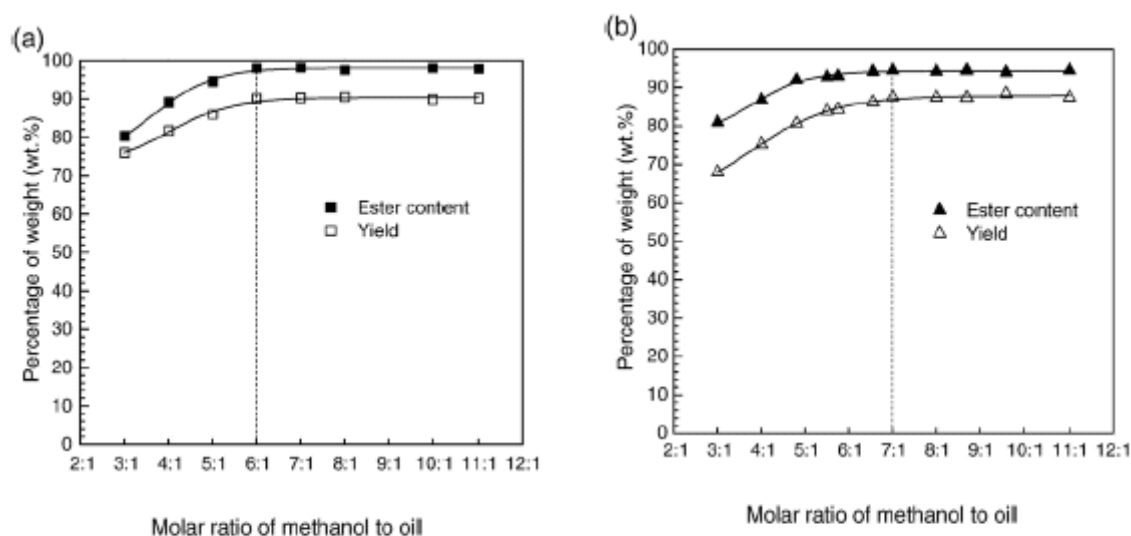 (a)
100
90
80
70
60
50
40
30
20
10
0
2:1 3:1 4:1 5:1 6:1 7:1 8:1 9:1 10:1 11:1 12:1
Percentage of weight (wt.%)
Ester content
Yield
Molar ratio of methanol to oill
(b)
100
90
80
70
60
50
40
30
20
10
0
2:1 3:1 4:1 5:1 6:1 7:1 8:1 9:1 10:1 11:1 12:1
Percentage of weight (wt.%)
Ester content
Yield
Molar ratio of methanol to oill